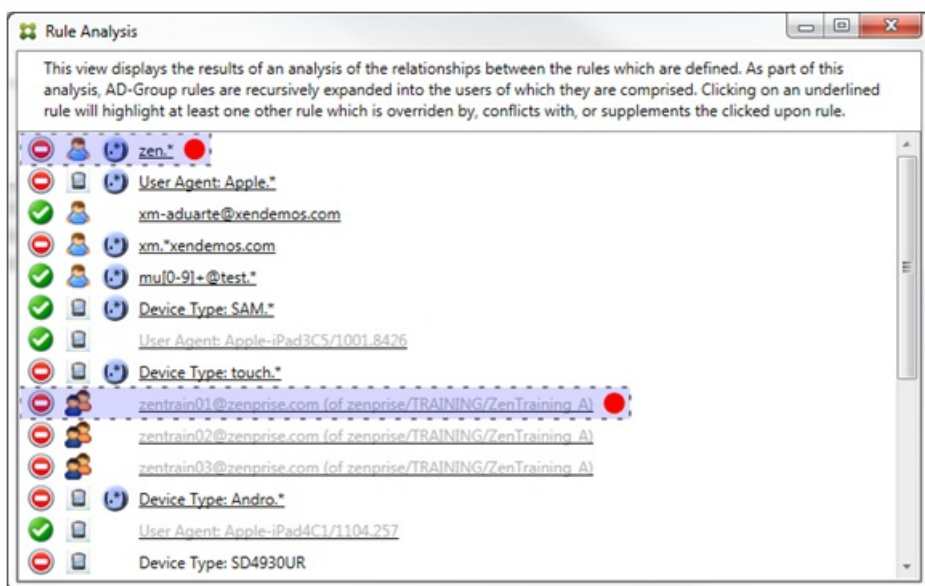 Rule Analysis
This view displays the results of an analysis of the relationships between the rules which are defined. As part of this
analysis, AD-Group rules are recursively expanded into the users of which they are comprised. Clicking on an underlined
rule will highlight at least one other rule which is overriden by, conflicts with, or supplements the clicked upon rule.
(.*) zen.*
(.*) User Agent: Apple.*
xm-aduarte@xendemos.com
(.*) xm.*xendemos.com
(.*) mu[0-9]+@test.*
(.*) Device Type: SAM.*
User Agent: Apple-iPad3C5/1001.8426
(.*) Device Type: touch.*
zentrain01@zenprise.com (of zenprise/TRAINING/ZenTraining_A)
zentrain02@zenprise.com (of zenprise/TRAINING/ZenTraining_A)
zentrain03@zenprise.com (of zenprise/TRAINING/ZenTraining_A)
(.*) Device Type: Andro.*
User Agent: Apple-iPad4C1/1104.257
Device Type: SD4930UR